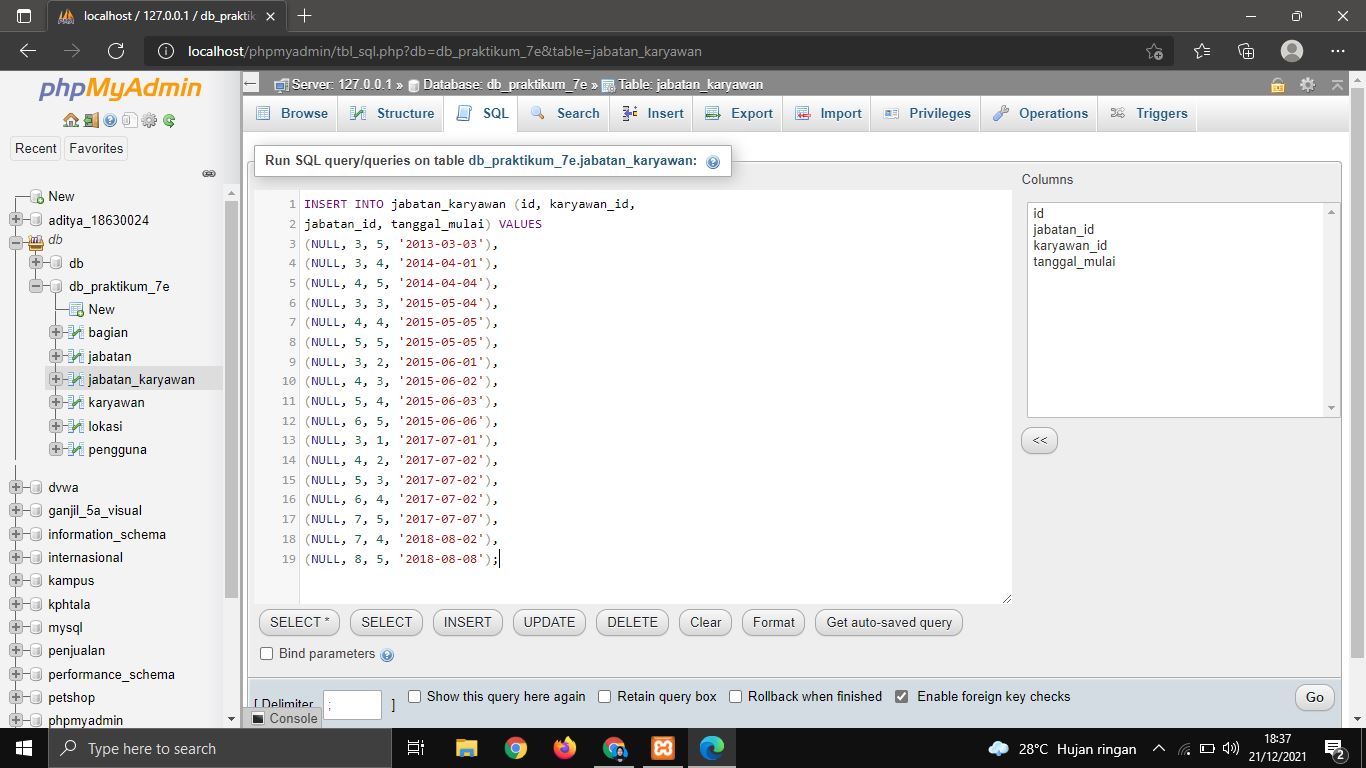 localhost / 127.0.0.1 / db_praktik
localhost/phpmyadmin/tbl_sql.php?db=db_praktikum_7e&table=jabatan_karyawan
phpMyAdmin
Recent Favorites
New
aditya_18630024
db
db
db_praktikum_7e
New
bagian
jabatan
jabatan_karyawan
karyawan
lokasi
pengguna
dvwa
ganjil_5a_visual
information_schema
internasional
kampus
kphtala
mysql
penjualan
performance_schema
petshop
phpmyadmin
Server: 127.0.0.1 » Database: db_praktikum_7e » Table: jabatan_karyawan
Browse Structure SQL Search Insert Export Import Privileges Operations Triggers
Run SQL query/queries on table db_praktikum_7e.jabatan_karyawan:
1 INSERT INTO jabatan_karyawan (id, karyawan_id,
2 jabatan_id, tanggal_mulai) VALUES
3 (NULL, 3, 5, '2013-03-03'),
4 (NULL, 3, 4, '2014-04-01'),
5 (NULL, 4, 5, '2014-04-04'),
6 (NULL, 3, 3, '2015-05-04'),
7 (NULL, 4, 4, '2015-05-05'),
8 (NULL, 5, 5, '2015-05-05'),
9 (NULL, 3, 2, '2015-06-01'),
10 (NULL, 4, 3, '2015-06-02'),
11 (NULL, 5, 4, '2015-06-03'),
12 (NULL, 6, 5, '2015-06-06'),
13 (NULL, 3, 1, '2017-07-01'),
14 (NULL, 4, 2, '2017-07-02'),
15 (NULL, 5, 3, '2017-07-02'),
16 (NULL, 6, 4, '2017-07-02'),
17 (NULL, 7, 5, '2017-07-07'),
18 (NULL, 7, 4, '2018-08-02'),
19 (NULL, 8, 5, '2018-08-08');
Columns
id
jabatan_id
karyawan_id
tanggal_mulai
<<
SELECT * SELECT INSERT UPDATE DELETE Clear Format Get auto-saved query
Bind parameters
[ Delimiter ; ] Show this query here again Retain query box Rollback when finished Enable foreign key checks Go
Console
Type here to search
28°C Hujan ringan
18:37
21/12/2021
2